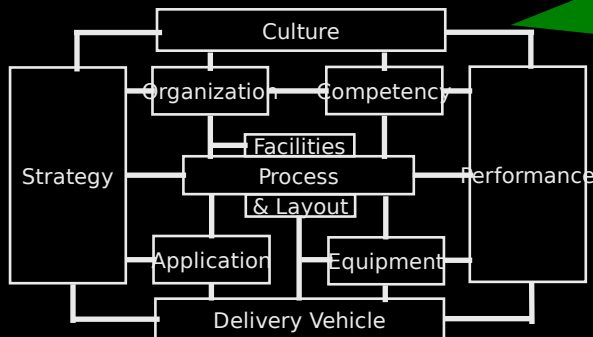 Culture
Organization
Competency
Facilities
Strategy
Process
Performance
& Layout
Application
Equipment
Delivery Vehicle